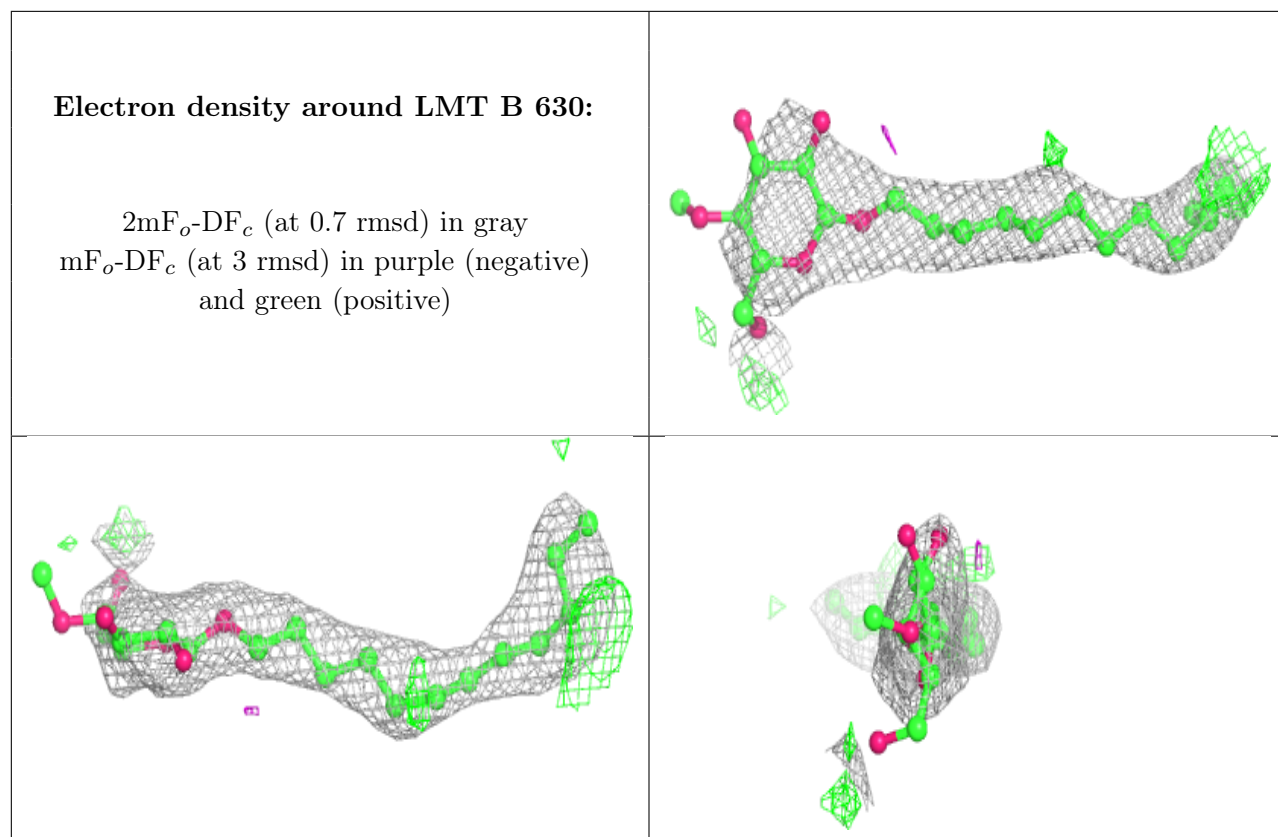 Electron density around LMT B 630:
2mFₒ-DF𝒸 (at 0.7 rmsd) in gray
mFₒ-DF𝒸 (at 3 rmsd) in purple (negative)
and green (positive)